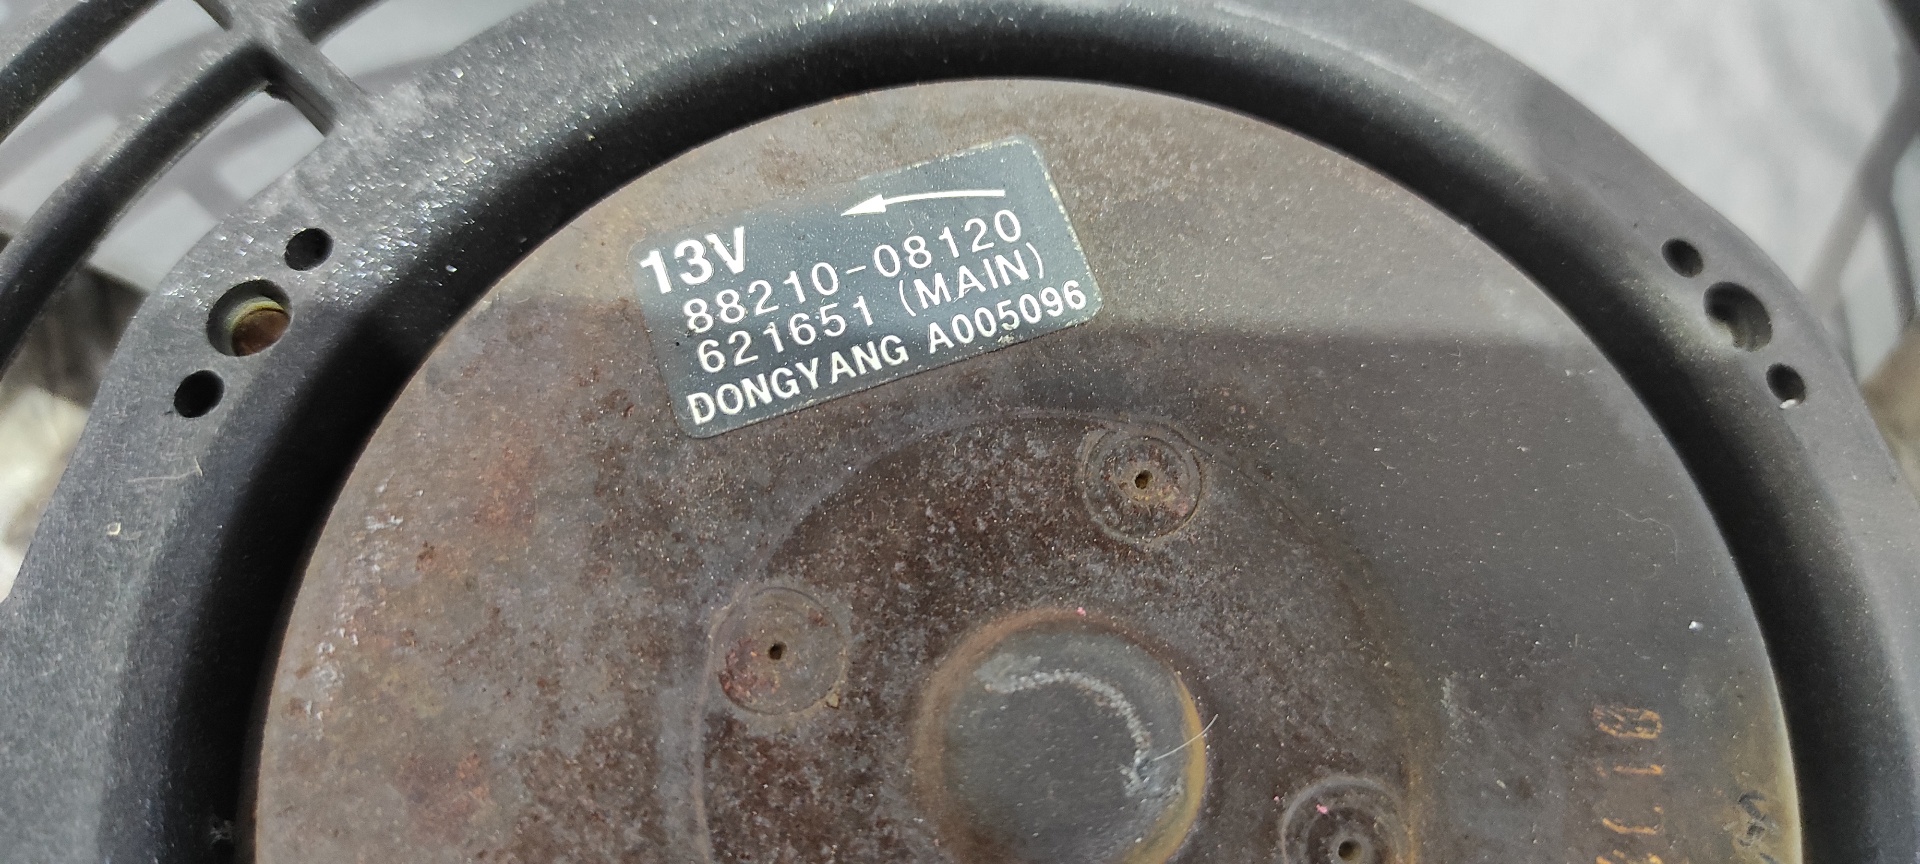 13V
88210-08120
621651 (MAIN)
DONGYANG A005096